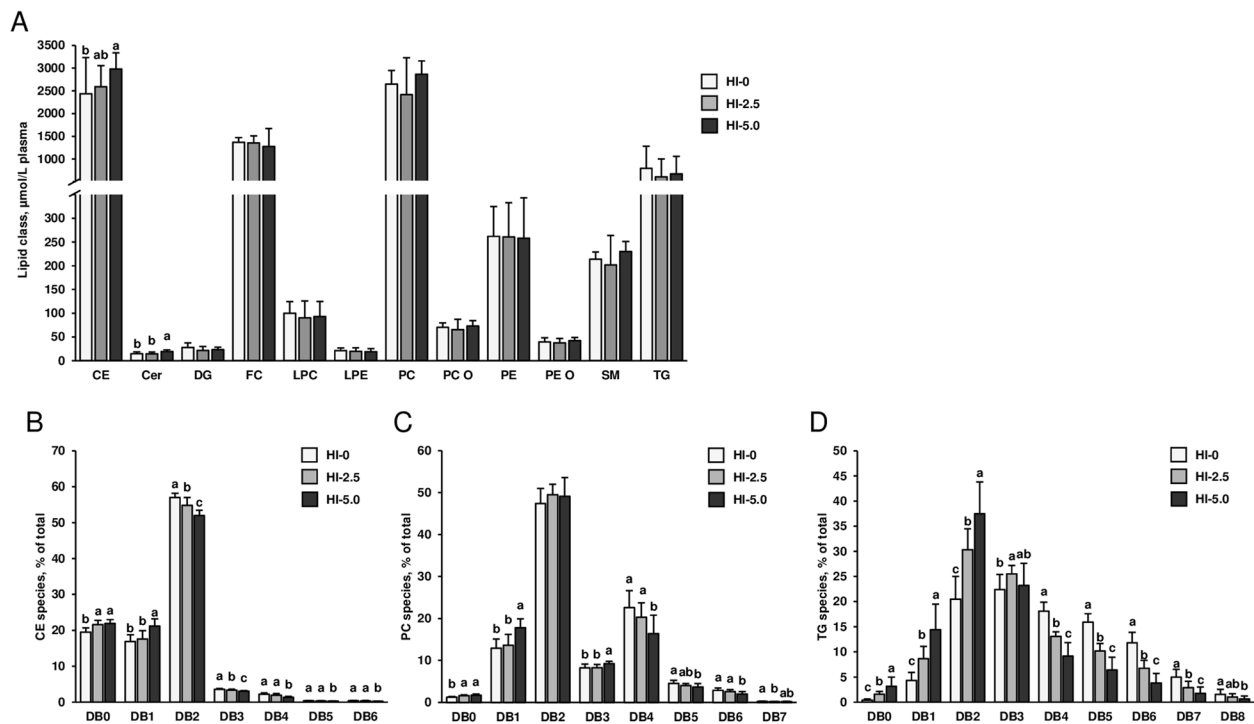 A
Lipid class, µmol/L plasma
3500
3000
2500
2000
1500
1000
250
200
150
100
50
0
b ab a
b b a
HI-0
HI-2.5
HI-5.0
CE Cer DG FC LPC LPE PC PC O PE PE O SM TG
B
CE species, % of total
70
60
50
40
30
20
10
0
b a a
b b a
a b c
a b c
a a b
a a b
a a b
HI-0
HI-2.5
HI-5.0
DB0 DB1 DB2 DB3 DB4 DB5 DB6
C
PC species, % of total
60
50
40
30
20
10
0
b a a
b b a
b b a
a a b
a ab b
a a b
a b ab
HI-0
HI-2.5
HI-5.0
DB0 DB1 DB2 DB3 DB4 DB5 DB6 DB7
D
TG species, % of total
50
45
40
35
30
25
20
15
10
5
0
c b a
c b a
c b a
b a ab
a b c
a b c
a b c
a b c
a ab b
HI-0
HI-2.5
HI-5.0
DB0 DB1 DB2 DB3 DB4 DB5 DB6 DB7 DB8